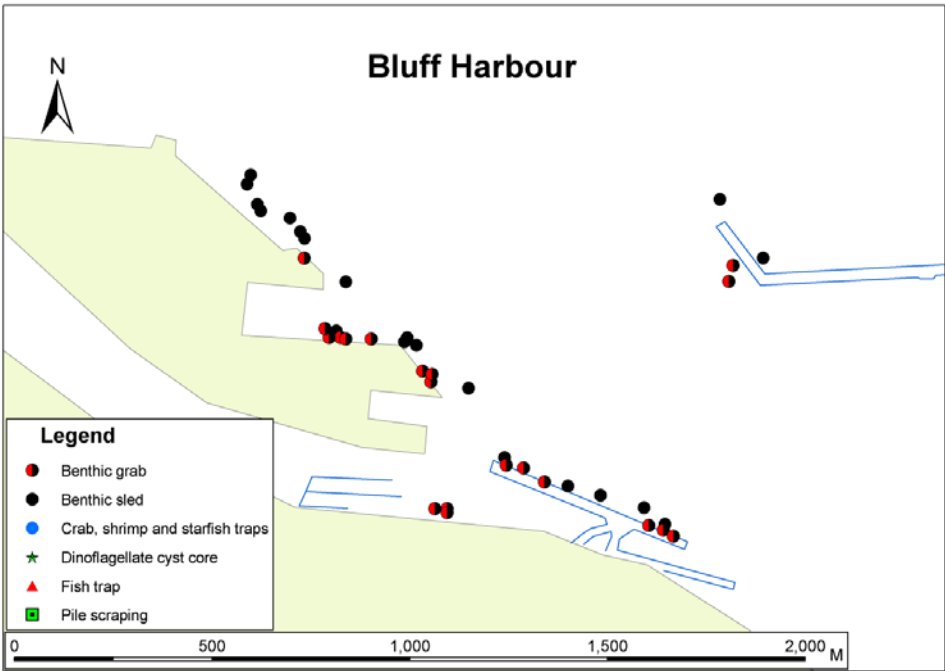 Bluff Harbour
N
Legend
Benthic grab
Benthic sled
Crab, shrimp and starfish traps
Dinoflagellate cyst core
Fish trap
Pile scraping
0 500 1,000 1,500 2,000 M